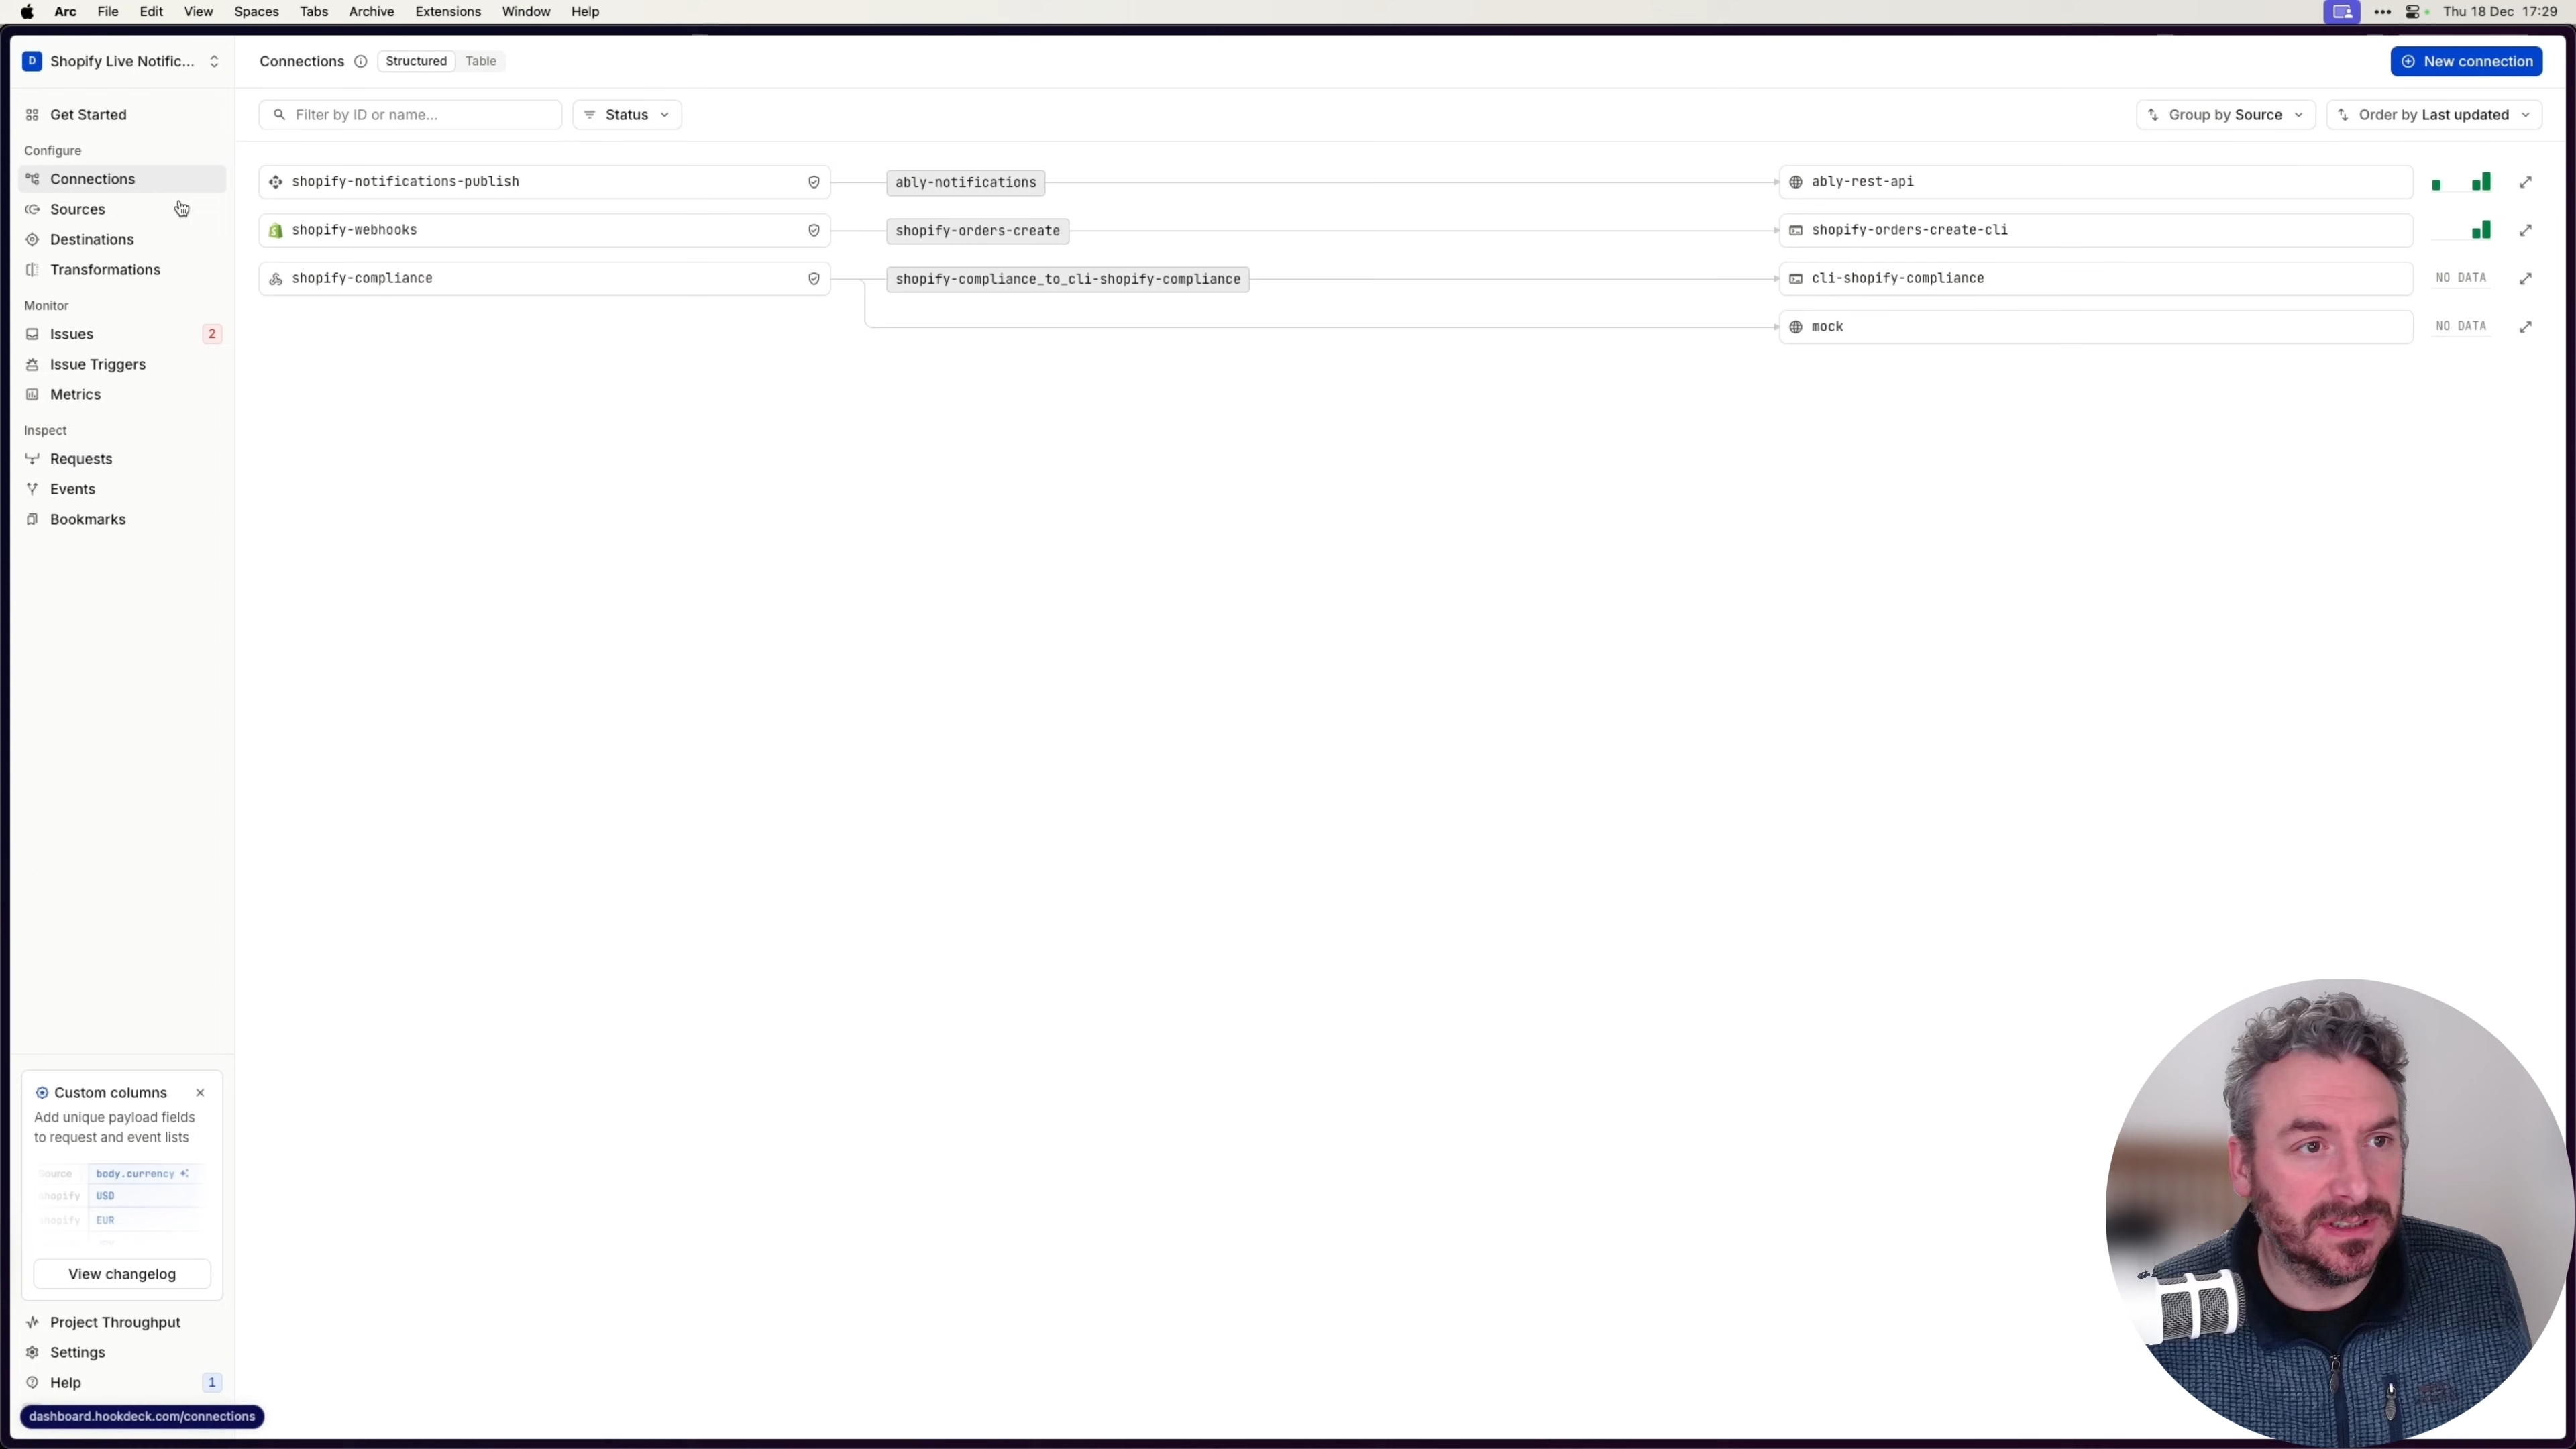 Arc File Edit View Spaces Tabs Archive Extensions Window Help
Thu 18 Dec 17:29
D Shopify Live Notific...
Connections Structured Table
New connection
Get Started
Filter by ID or name...
Status
Group by Source
Order by Last updated
Configure
Connections
Sources
Destinations
Transformations
Monitor
Issues 2
Issue Triggers
Metrics
Inspect
Requests
Events
Bookmarks
shopify-notifications-publish ably-notifications ably-rest-api
shopify-webhooks shopify-orders-create shopify-orders-create-cli
shopify-compliance shopify-compliance_to_cli-shopify-compliance cli-shopify-compliance NO DATA
mock NO DATA
Custom columns
Add unique payload fields
to request and event lists
Source body.currency
shopify USD
shopify EUR
View changelog
Project Throughput
Settings
Help 1
dashboard.hookdeck.com/connections